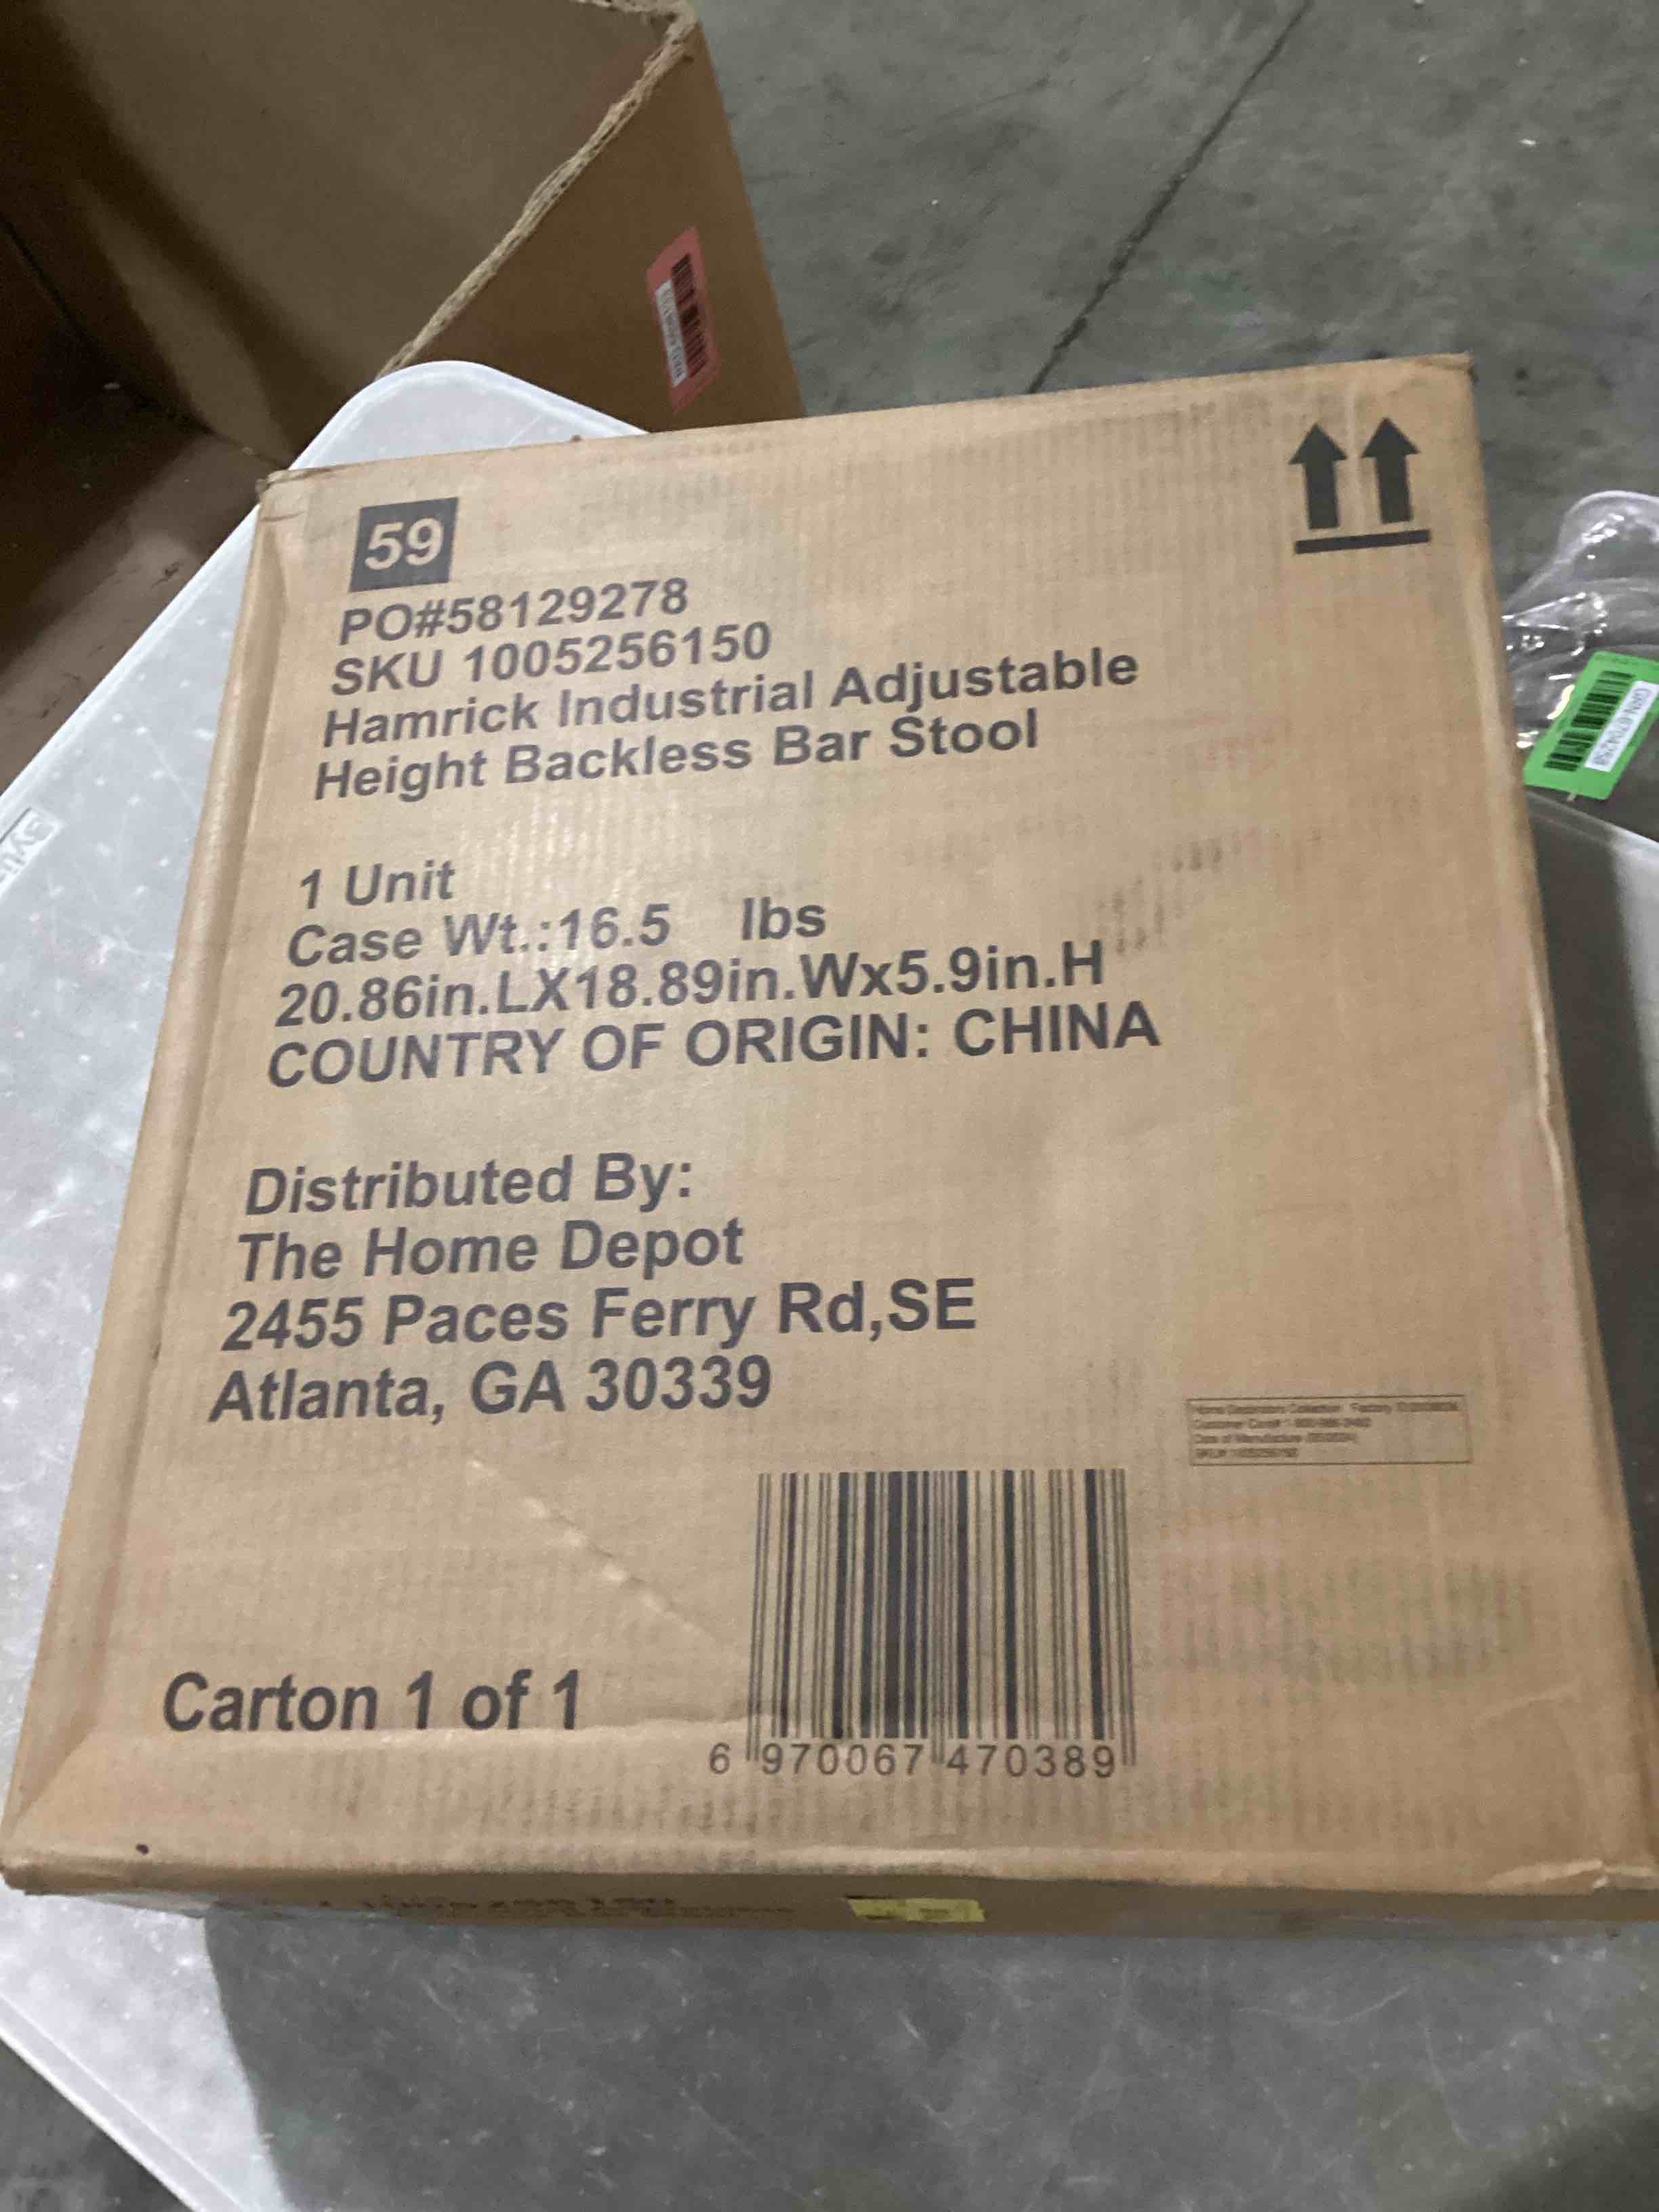 59
PO#58129278
SKU 1005256150
Hamrick Industrial Adjustable
Height Backless Bar Stool
1 Unit
Case Wt.:16.5 lbs
20.86in.LX18.89in.Wx5.9in.H
COUNTRY OF ORIGIN: CHINA
Distributed By:
The Home Depot
2455 Paces Ferry Rd,SE
Atlanta, GA 30339
Carton 1 of 1
6 970067 470389